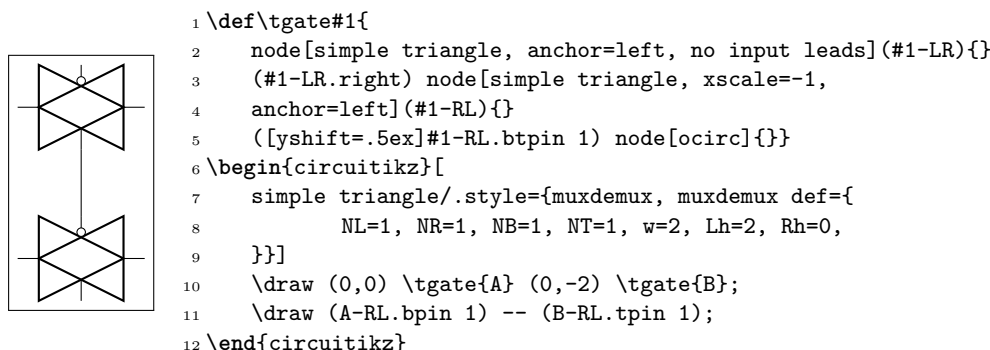 1 \def\tgate#1{
2 node[simple triangle, anchor=left, no input leads](#1-LR){}
3 (#1-LR.right) node[simple triangle, xscale=-1,
4 anchor=left](#1-RL){}
5 ([yshift=.5ex]#1-RL.btpin 1) node[ocirc]{}}
6 \begin{circuitikz}[
7 simple triangle/.style={muxdemux, muxdemux def={
8 NL=1, NR=1, NB=1, NT=1, w=2, Lh=2, Rh=0,
9 }}]
10 \draw (0,0) \tgate{A} (0,-2) \tgate{B};
11 \draw (A-RL.bpin 1) -- (B-RL.tpin 1);
12 \end{circuitikz}